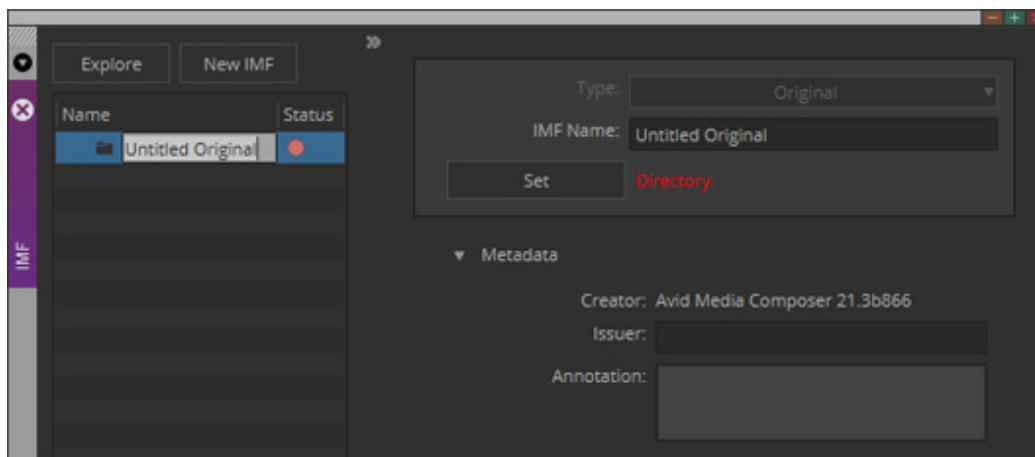 Explore
New IMF
Name
Status
Untitled Original
IMF
Type:
Original
IMF Name:
Untitled Original
Set
Directory:
Metadata
Creator:
Avid Media Composer 21.3b866
Issuer:
Annotation: